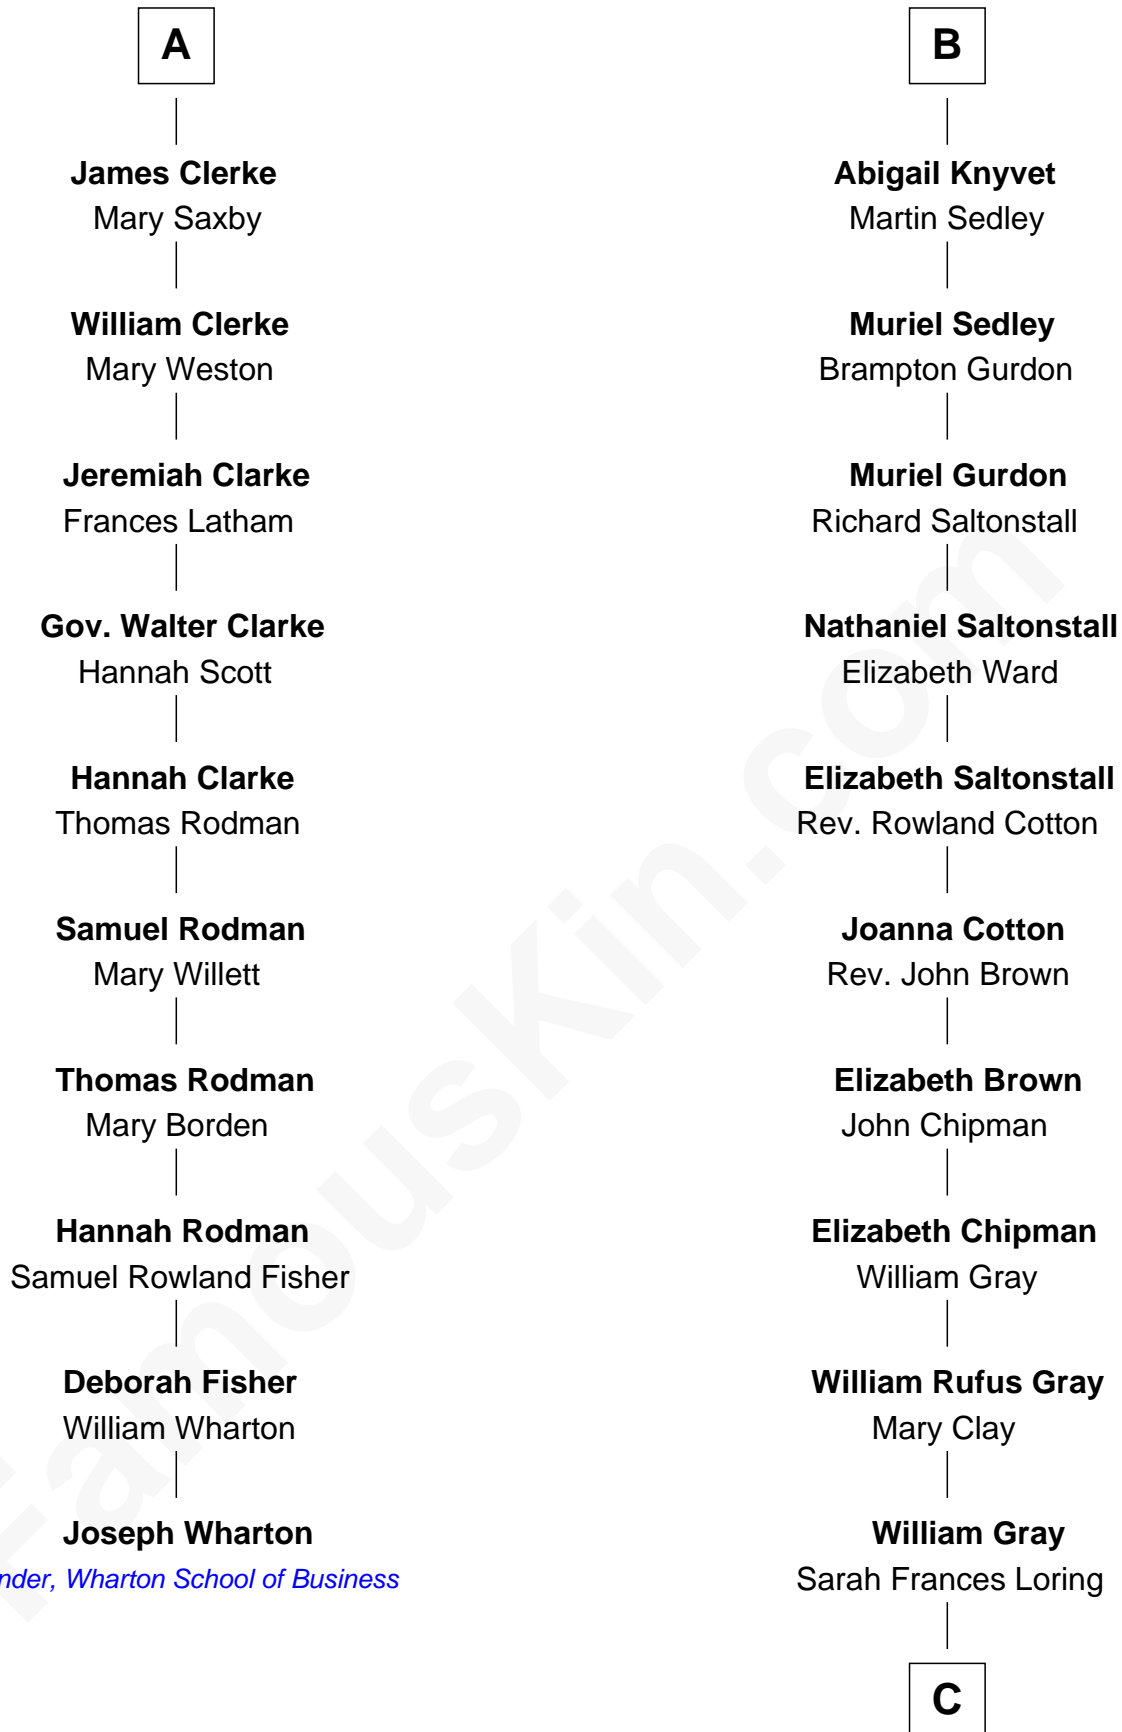 A
James Clerke
Mary Saxby
William Clerke
Mary Weston
Jeremiah Clarke
Frances Latham
Gov. Walter Clarke
Hannah Scott
Hannah Clarke
Thomas Rodman
Samuel Rodman
Mary Willett
Thomas Rodman
Mary Borden
Hannah Rodman
Samuel Rowland Fisher
Deborah Fisher
William Wharton
Joseph Wharton
nder, Wharton School of Business
B
Abigail Knyvet
Martin Sedley
Muriel Sedley
Brampton Gurdon
Muriel Gurdon
Richard Saltonstall
Nathaniel Saltonstall
Elizabeth Ward
Elizabeth Saltonstall
Rev. Rowland Cotton
Joanna Cotton
Rev. John Brown
Elizabeth Brown
John Chipman
Elizabeth Chipman
William Gray
William Rufus Gray
Mary Clay
William Gray
Sarah Frances Loring
C
FamousKin.com